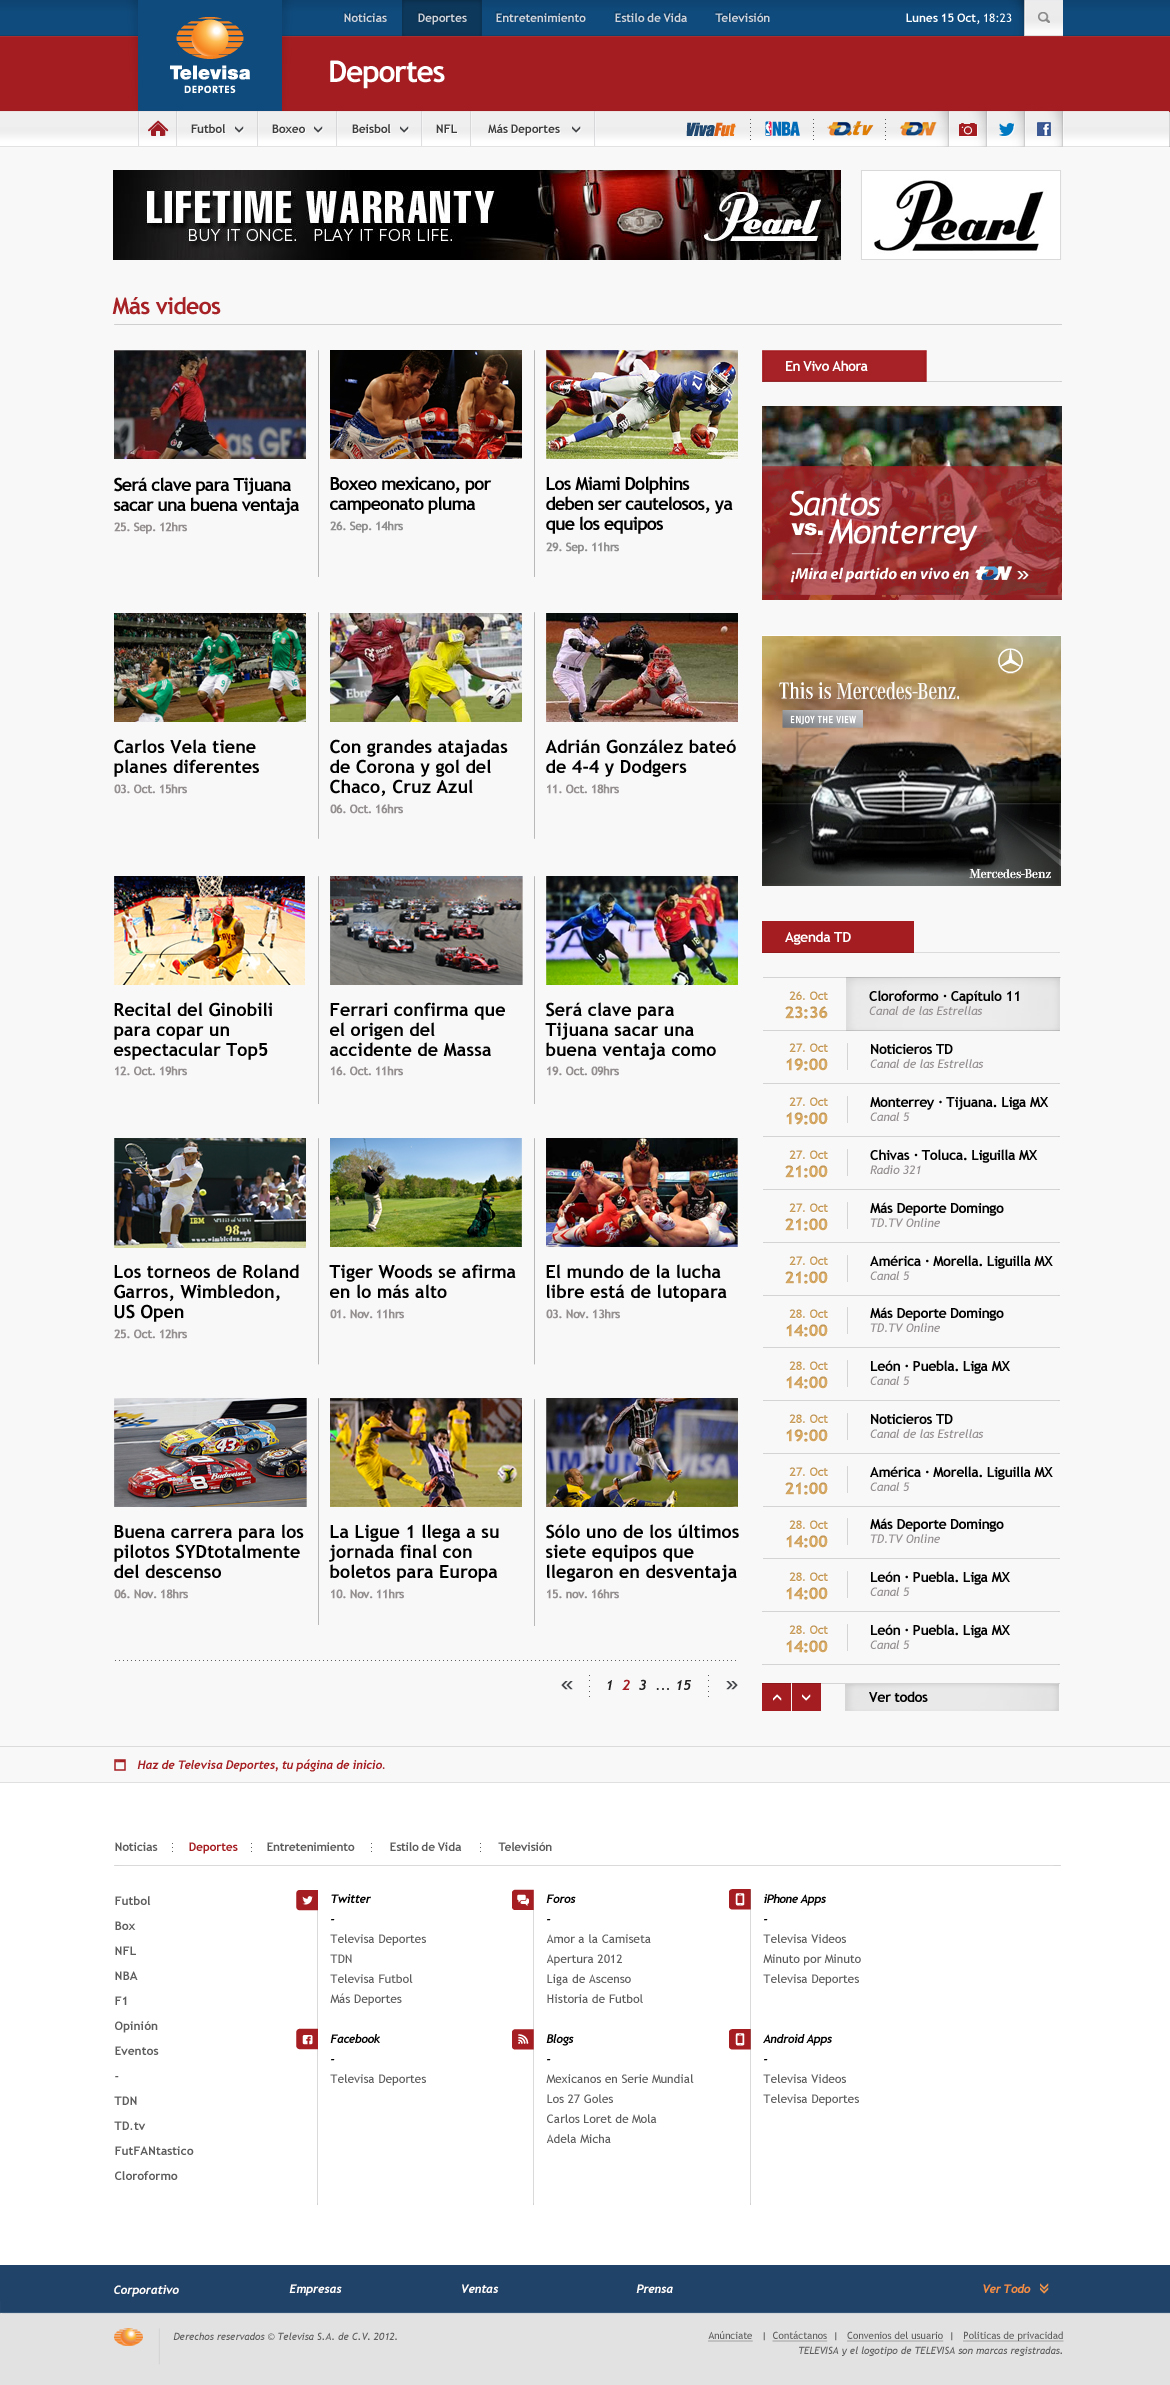 Noticias Deportes Entretenimiento Estilo de Vida Televisión Lunes 15 Oct, 18:23
Televisa
DEPORTES
Deportes
Futbol Boxeo Beisbol NFL Más Deportes VivaFut NBA tD.tv tDN
LIFETIME WARRANTY
BUY IT ONCE. PLAY IT FOR LIFE.
Pearl
Pearl
Más videos
Será clave para Tijuana
sacar una buena ventaja
25. Sep. 12hrs
Boxeo mexicano, por
campeonato pluma
26. Sep. 14hrs
Los Miami Dolphins
deben ser cautelosos, ya
que los equipos
29. Sep. 11hrs
Carlos Vela tiene
planes diferentes
03. Oct. 15hrs
Con grandes atajadas
de Corona y gol del
Chaco, Cruz Azul
06. Oct. 16hrs
Adrián González bateó
de 4-4 y Dodgers
11. Oct. 18hrs
Recital del Ginobili
para copar un
espectacular Top5
12. Oct. 19hrs
Ferrari confirma que
el origen del
accidente de Massa
16. Oct. 11hrs
Será clave para
Tijuana sacar una
buena ventaja como
19. Oct. 09hrs
IBM SPEED OF SERVE
98 mph
www.wimbledon.org
Los torneos de Roland
Garros, Wimbledon,
US Open
25. Oct. 12hrs
Tiger Woods se afirma
en lo más alto
01. Nov. 11hrs
El mundo de la lucha
libre está de lutopara
03. Nov. 13hrs
43
8 Budweiser
Buena carrera para los
pilotos SYDtotalmente
del descenso
06. Nov. 18hrs
La Ligue 1 llega a su
jornada final con
boletos para Europa
10. Nov. 11hrs
VISA
Sólo uno de los últimos
siete equipos que
llegaron en desventaja
15. nov. 16hrs
« 1 2 3 ... 15 »
En Vivo Ahora
Santos
vs. Monterrey
¡Mira el partido en vivo en tDN »
This is Mercedes-Benz.
ENJOY THE VIEW
Mercedes-Benz
Agenda TD
26. Oct
23:36
Cloroformo · Capítulo 11
Canal de las Estrellas
27. Oct
19:00
Noticieros TD
Canal de las Estrellas
27. Oct
19:00
Monterrey · Tijuana. Liga MX
Canal 5
27. Oct
21:00
Chivas · Toluca. Liguilla MX
Radio 321
27. Oct
21:00
Más Deporte Domingo
TD.TV Online
27. Oct
21:00
América · Morella. Liguilla MX
Canal 5
28. Oct
14:00
Más Deporte Domingo
TD.TV Online
28. Oct
14:00
León · Puebla. Liga MX
Canal 5
28. Oct
19:00
Noticieros TD
Canal de las Estrellas
27. Oct
21:00
América · Morella. Liguilla MX
Canal 5
28. Oct
14:00
Más Deporte Domingo
TD.TV Online
28. Oct
14:00
León · Puebla. Liga MX
Canal 5
28. Oct
14:00
León · Puebla. Liga MX
Canal 5
Ver todos
Haz de Televisa Deportes, tu página de inicio.
Noticias Deportes Entretenimiento Estilo de Vida Televisión
Futbol
Box
NFL
NBA
F1
Opinión
Eventos
-
TDN
TD.tv
FutFANtastico
Cloroformo
Twitter
-
Televisa Deportes
TDN
Televisa Futbol
Más Deportes
Facebook
-
Televisa Deportes
Foros
-
Amor a la Camiseta
Apertura 2012
Liga de Ascenso
Historia de Futbol
Blogs
-
Mexicanos en Serie Mundial
Los 27 Goles
Carlos Loret de Mola
Adela Micha
iPhone Apps
-
Televisa Videos
Minuto por Minuto
Televisa Deportes
Android Apps
-
Televisa Videos
Televisa Deportes
Corporativo Empresas Ventas Prensa Ver Todo
Derechos reservados © Televisa S.A. de C.V. 2012.
Anúnciate | Contáctanos | Convenios del usuario | Políticas de privacidad
TELEVISA y el logotipo de TELEVISA son marcas registradas.